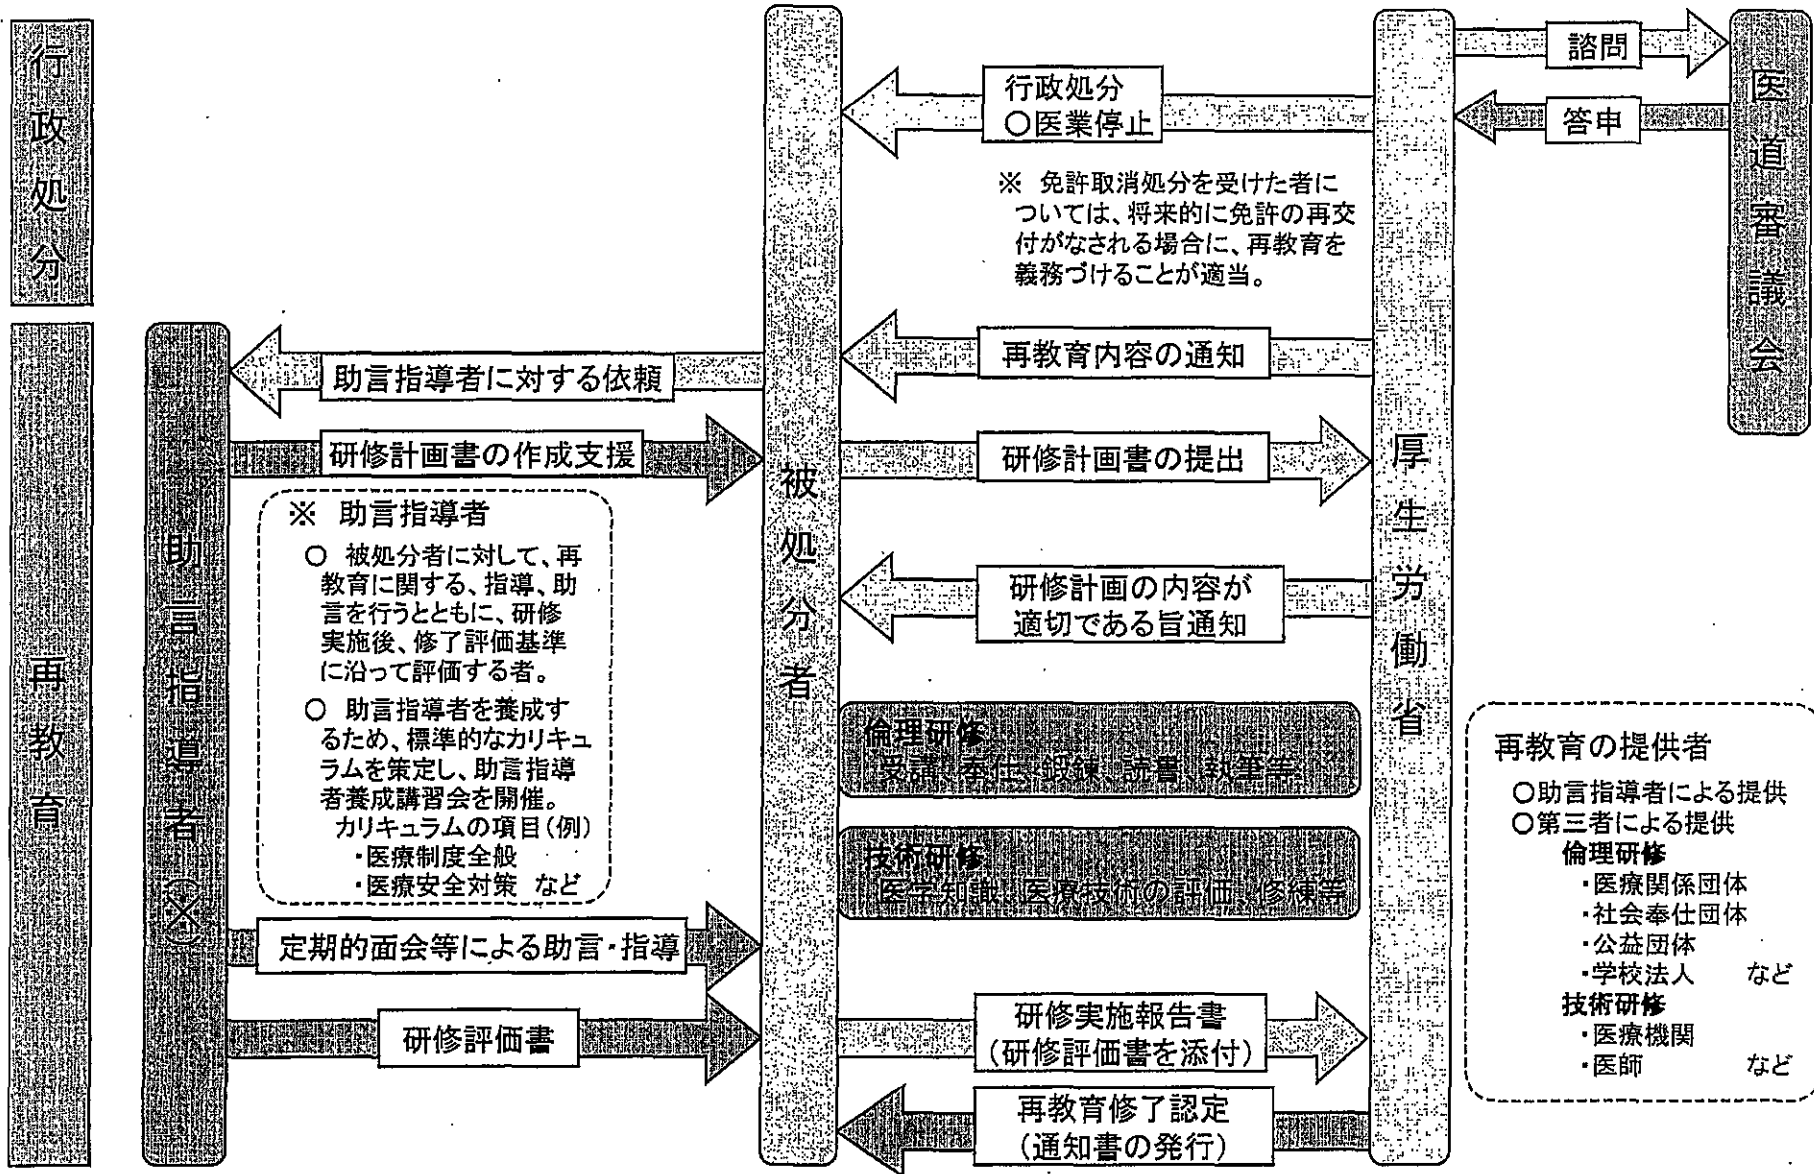 行政処分
再教育
助言指導者(※)
被処分者
厚生労働省
医道審議会
諮問
答申
行政処分
○医業停止
※ 免許取消処分を受けた者に
ついては、将来的に免許の再交
付がなされる場合に、再教育を
義務づけることが適当。
再教育内容の通知
助言指導者に対する依頼
研修計画書の作成支援
研修計画書の提出
※ 助言指導者
○ 被処分者に対して、再
教育に関する、指導、助
言を行うとともに、研修
実施後、修了評価基準
に沿って評価する者。
○ 助言指導者を養成す
るため、標準的なカリキュ
ラムを策定し、助言指導
者養成講習会を開催。
カリキュラムの項目(例)
・医療制度全般
・医療安全対策 など
研修計画の内容が
適切である旨通知
倫理研修
受講、奉仕、鍛錬、読書、執筆等
技術研修
医学知識、医療技術の評価、修練等
再教育の提供者
○助言指導者による提供
○第三者による提供
倫理研修
・医療関係団体
・社会奉仕団体
・公益団体
・学校法人 など
技術研修
・医療機関
・医師 など
定期的面会等による助言・指導
研修評価書
研修実施報告書
(研修評価書を添付)
再教育修了認定
(通知書の発行)